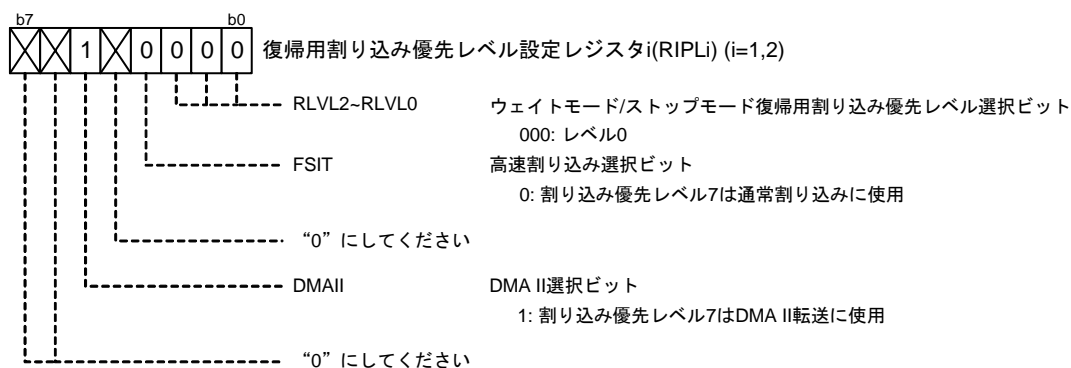 b7 b0
1 0 0 0 0 復帰用割り込み優先レベル設定レジスタi(RIPLi) (i=1,2)
RLVL2~RLVL0 ウェイトモード/ストップモード復帰用割り込み優先レベル選択ビット
000: レベル0
FSIT 高速割り込み選択ビット
0: 割り込み優先レベル7は通常割り込みに使用
“0”にしてください
DMAII DMA II選択ビット
1: 割り込み優先レベル7はDMA II転送に使用
“0”にしてください